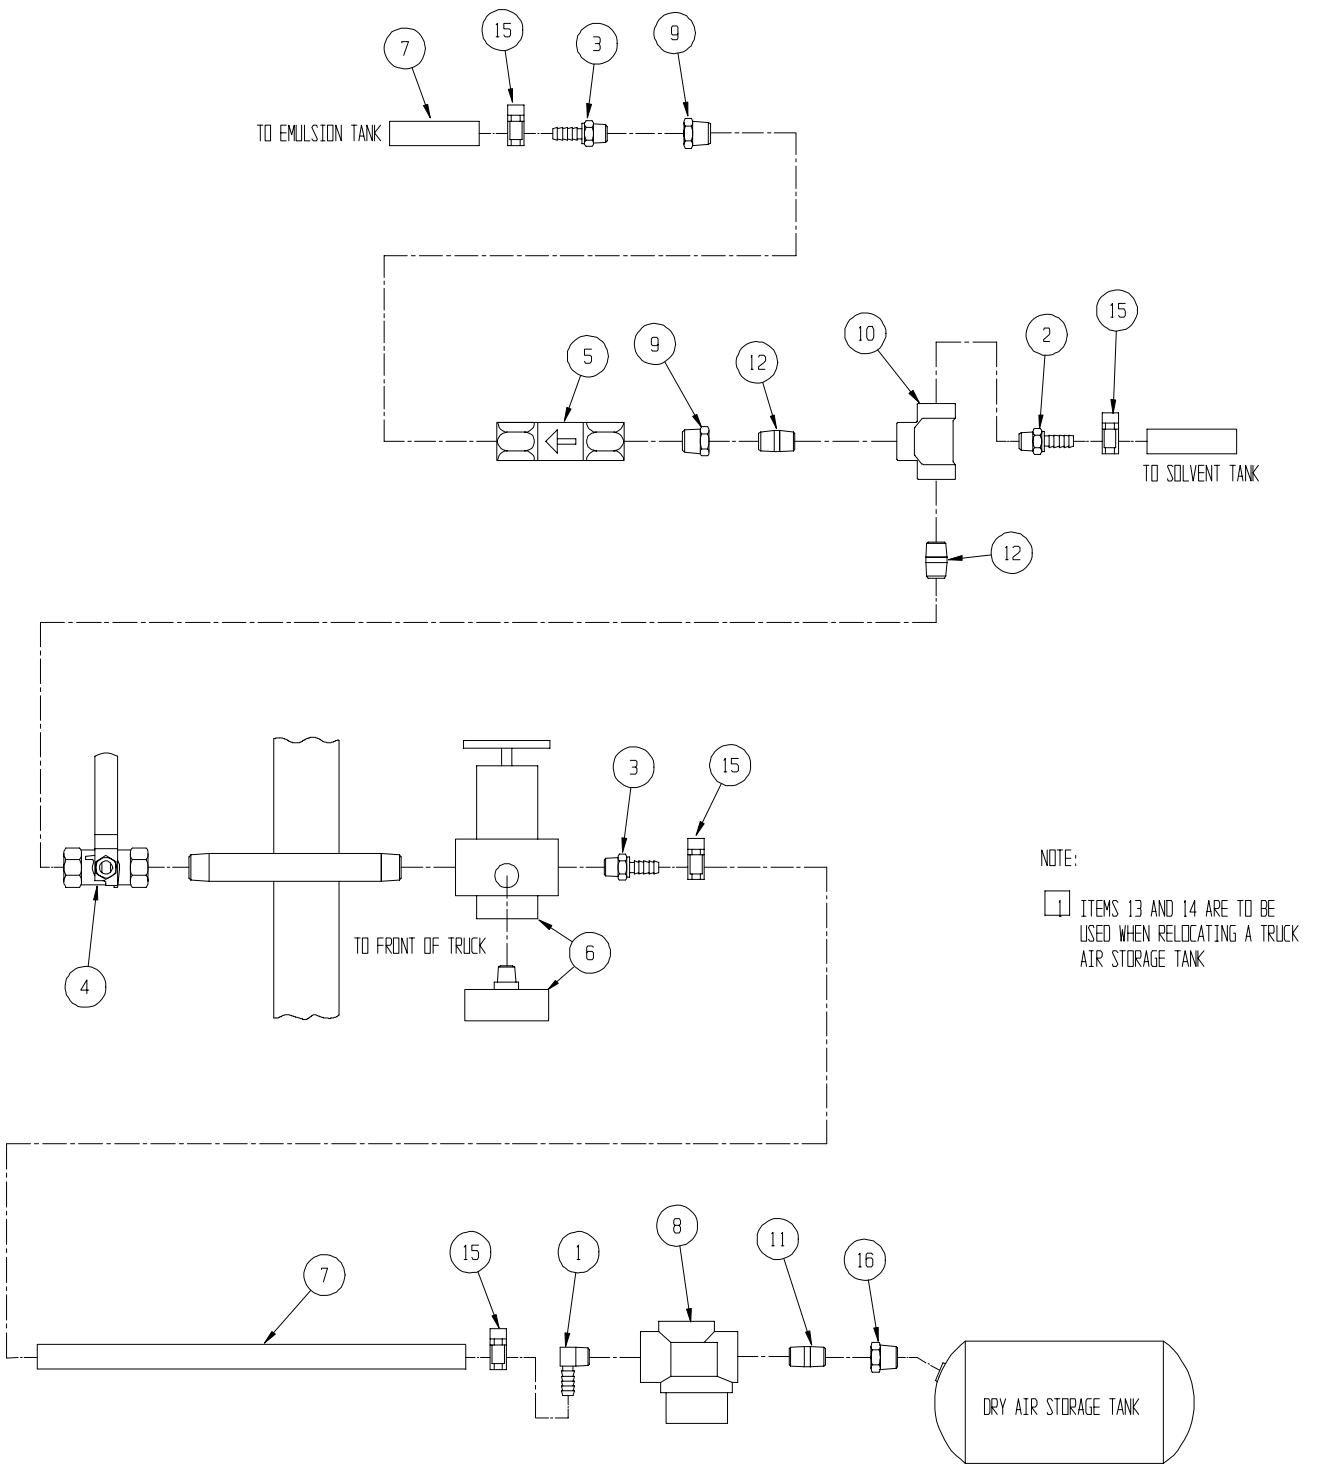 7
15
3
9
TO EMULSION TANK
5
9
12
10
2
15
TO SOLVENT TANK
12
3
15
TO FRONT OF TRUCK
6
4
NOTE:
1 ITEMS 13 AND 14 ARE TO BE
USED WHEN RELOCATING A TRUCK
AIR STORAGE TANK
7
15
1
8
11
16
DRY AIR STORAGE TANK